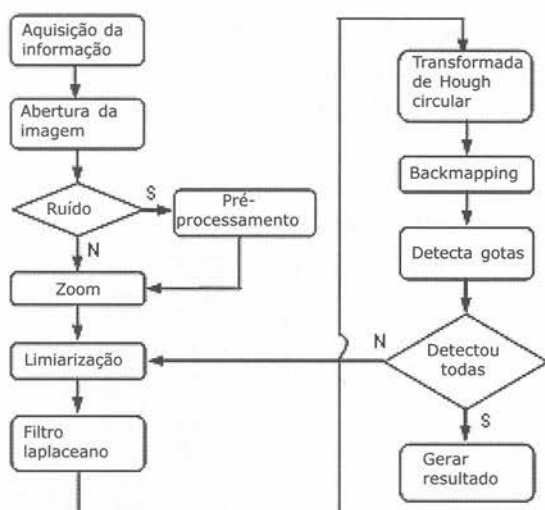 Aquisição da
informação
Abertura da
imagem
Ruído
S
Pré-
processamento
N
Zoom
Limiarização
Filtro
laplaceano
Transformada
de Hough
circular
Backmapping
Detecta gotas
N
Detectou
todas
S
Gerar
resultado